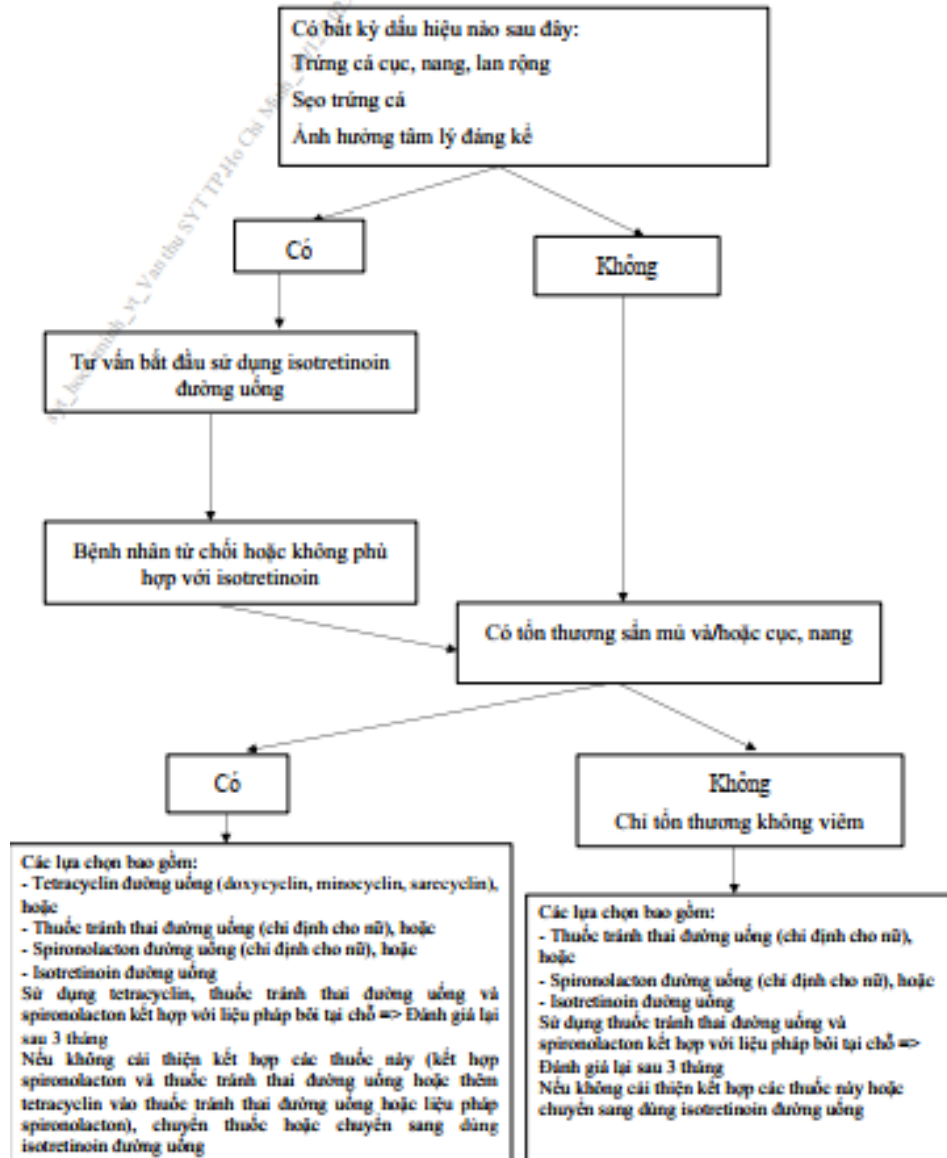 Có bất kỳ dấu hiệu nào sau đây:
Trứng cá cục, nang, lan rộng
Sẹo trứng cá
Ảnh hưởng tâm lý đáng kể
Có
Không
Tư vấn bắt đầu sử dụng isotretinoin
đường uống
Bệnh nhân từ chối hoặc không phù
hợp với isotretinoin
Có tổn thương sẩn mủ và/hoặc cục, nang
Có
Không
Chỉ tổn thương không viêm
Các lựa chọn bao gồm:
- Tetracyclin đường uống (doxycyclin, minocyclin, sarecyclin),
hoặc
- Thuốc tránh thai đường uống (chỉ định cho nữ), hoặc
- Spironolacton đường uống (chỉ định cho nữ), hoặc
- Isotretinoin đường uống
Sử dụng tetracyclin, thuốc tránh thai đường uống và
spironolacton kết hợp với liệu pháp bôi tại chỗ => Đánh giá lại
sau 3 tháng
Nếu không cải thiện kết hợp các thuốc này (kết hợp
spironolacton và thuốc tránh thai đường uống hoặc thêm
tetracyclin vào thuốc tránh thai đường uống hoặc liệu pháp
spironolacton), chuyển thuốc hoặc chuyển sang dùng
isotretinoin đường uống
Các lựa chọn bao gồm:
- Thuốc tránh thai đường uống (chỉ định cho nữ),
hoặc
- Spironolacton đường uống (chỉ định cho nữ), hoặc
- Isotretinoin đường uống
Sử dụng thuốc tránh thai đường uống và
spironolacton kết hợp với liệu pháp bôi tại chỗ =>
Đánh giá lại sau 3 tháng
Nếu không cải thiện kết hợp các thuốc này hoặc
chuyển sang dùng isotretinoin đường uống
Van thu SYT TP.Ho Chi Minh